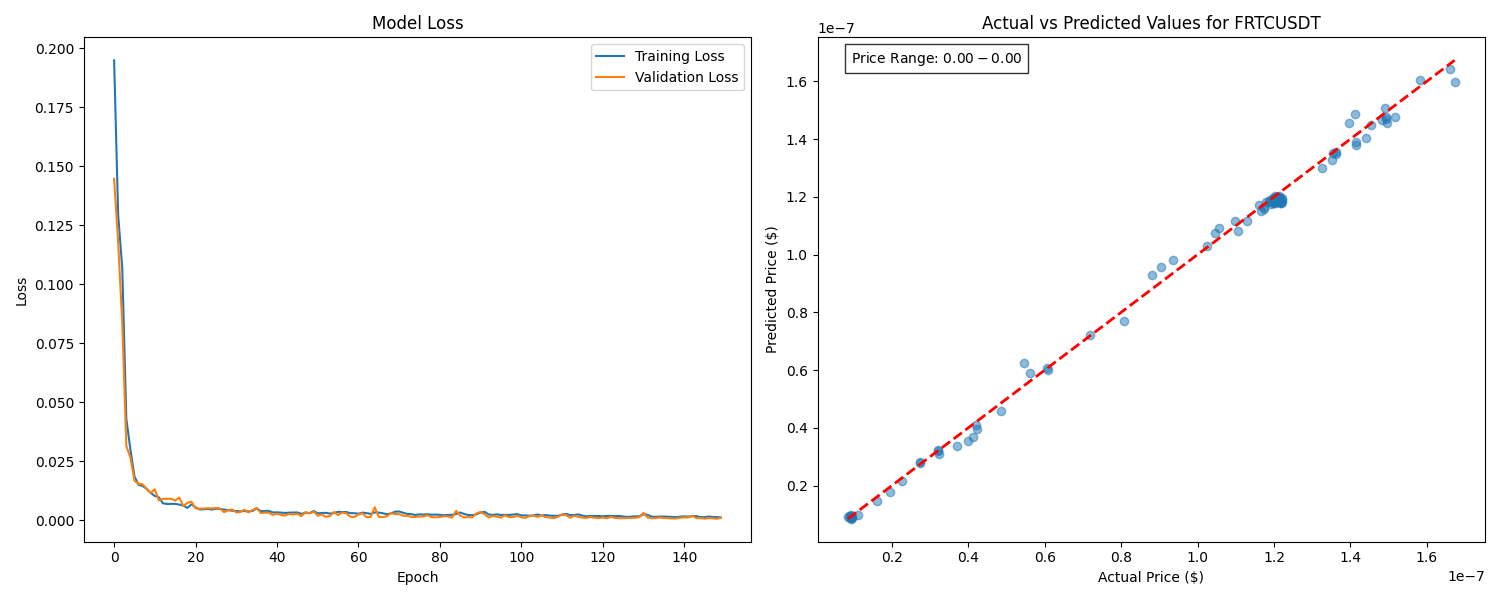 Model Loss
0.200
0.175
0.150
0.125
0.100
0.075
0.050
0.025
0.000
Loss
0 20 40 60 80 100 120 140
Epoch
Training Loss
Validation Loss
Actual vs Predicted Values for FRTCUSDT
1e−7
Price Range: 0.00 − 0.00
1.6
1.4
1.2
1.0
0.8
0.6
0.4
0.2
Predicted Price ($)
0.2 0.4 0.6 0.8 1.0 1.2 1.4 1.6
1e−7
Actual Price ($)